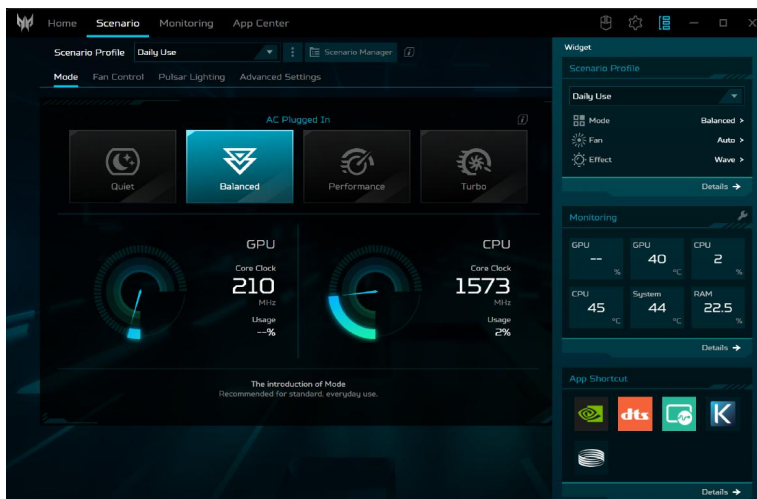 Home Scenario Monitoring App Center
Scenario Profile Daily Use Scenario Manager
Mode Fan Control Pulsar Lighting Advanced Settings
AC Plugged In
Quiet Balanced Performance Turbo
GPU
Core Clock
210
MHz
Usage
--%
CPU
Core Clock
1573
MHz
Usage
2%
The introduction of Mode
Recommended for standard, everyday use.
Widget
Scenario Profile
Daily Use
Mode Balanced >
Fan Auto >
Effect Wave >
Details →
Monitoring
GPU
--
%
GPU
40
°C
CPU
2
%
CPU
45
°C
System
44
°C
RAM
22.5
%
Details →
App Shortcut
dts
K
Details →